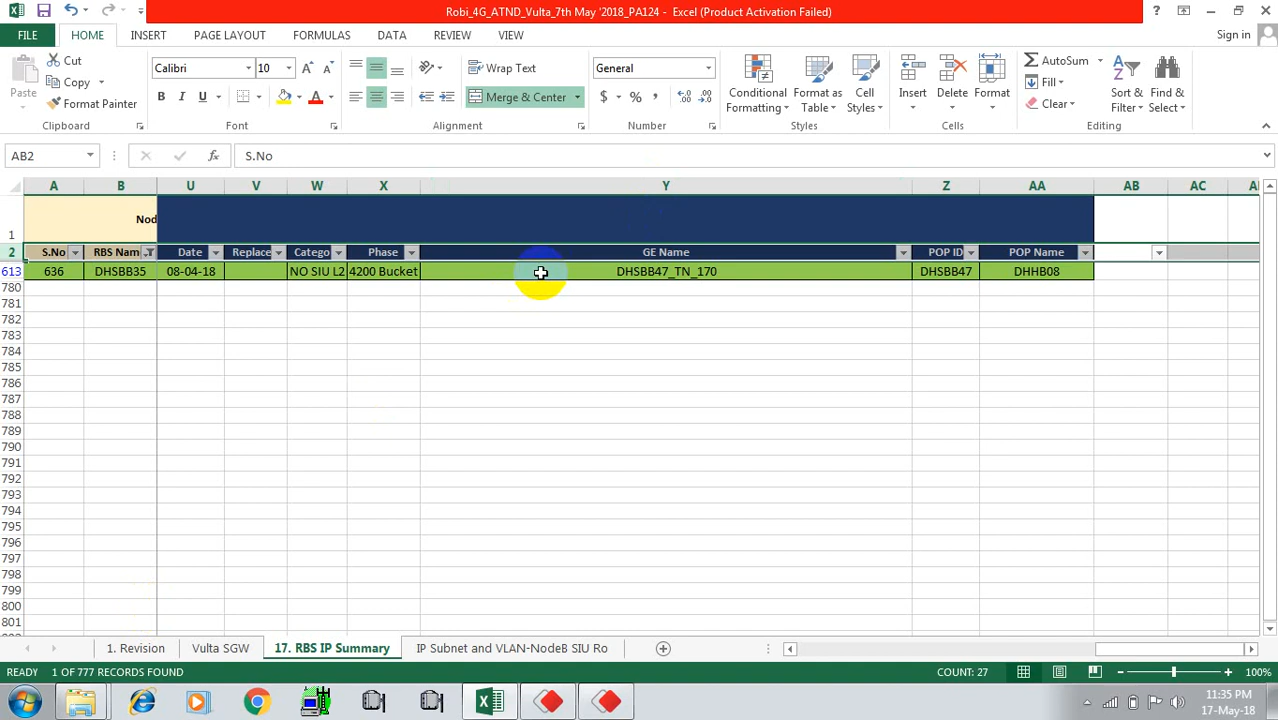 Robi_4G_ATND_Vulta_7th May '2018_PA124 - Excel (Product Activation Failed)
FILE HOME INSERT PAGE LAYOUT FORMULAS DATA REVIEW VIEW Sign in
Paste Cut Copy Format Painter
Calibri 10
B I U
Wrap Text
Merge & Center
General
$ % ,
Conditional Formatting
Format as Table
Cell Styles
Insert Delete Format
AutoSum Fill Clear
Sort & Filter
Find & Select
Clipboard Font Alignment Number Styles Cells Editing
AB2 fx S.No
A B U V W X Y Z AA AB AC
1 Nod
2 S.No RBS Nam Date Replace Catego Phase GE Name POP ID POP Name
613 636 DHSBB35 08-04-18 NO SIU L2 4200 Bucket DHSBB47_TN_170 DHSBB47 DHHB08
780
781
782
783
784
785
786
787
788
789
790
791
792
793
794
795
796
797
798
799
800
801
1. Revision Vulta SGW 17. RBS IP Summary IP Subnet and VLAN-NodeB SIU Ro
READY 1 OF 777 RECORDS FOUND COUNT: 27 100%
11:35 PM
17-May-18